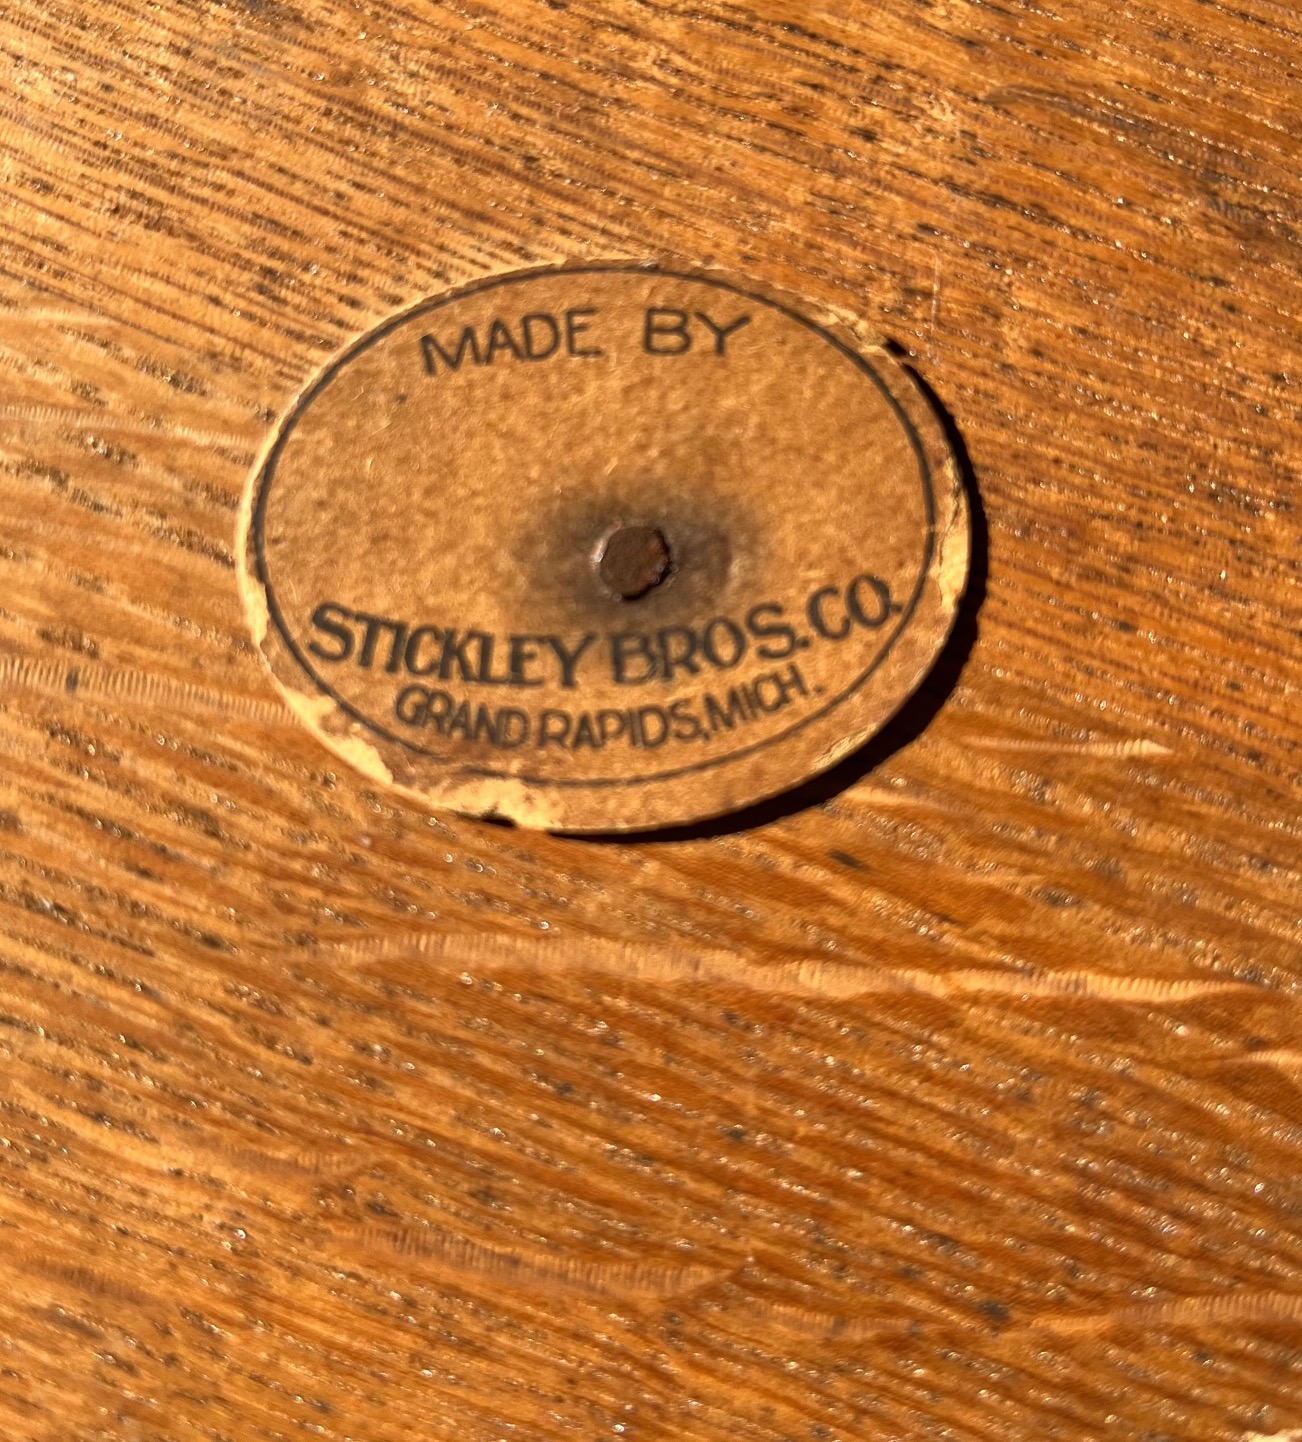 MADE BY
STICKLEY BROS. CO.
GRAND RAPIDS, MICH.